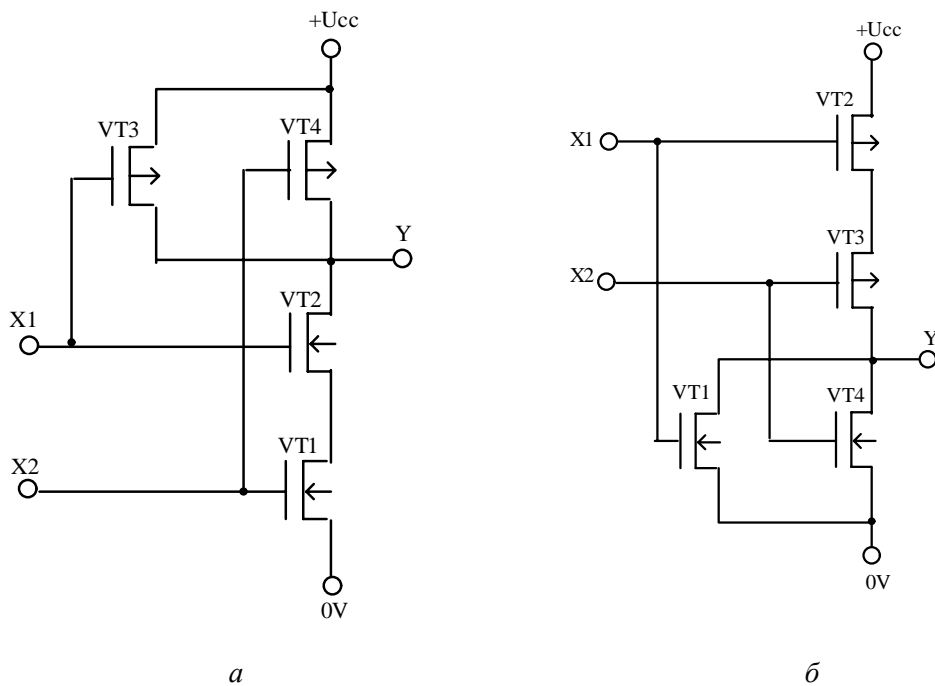 +Ucc
VT3
VT4
Y
VT2
X1
VT1
X2
0V
а
+Ucc
VT2
X1
VT3
X2
Y
VT1
VT4
0V
б